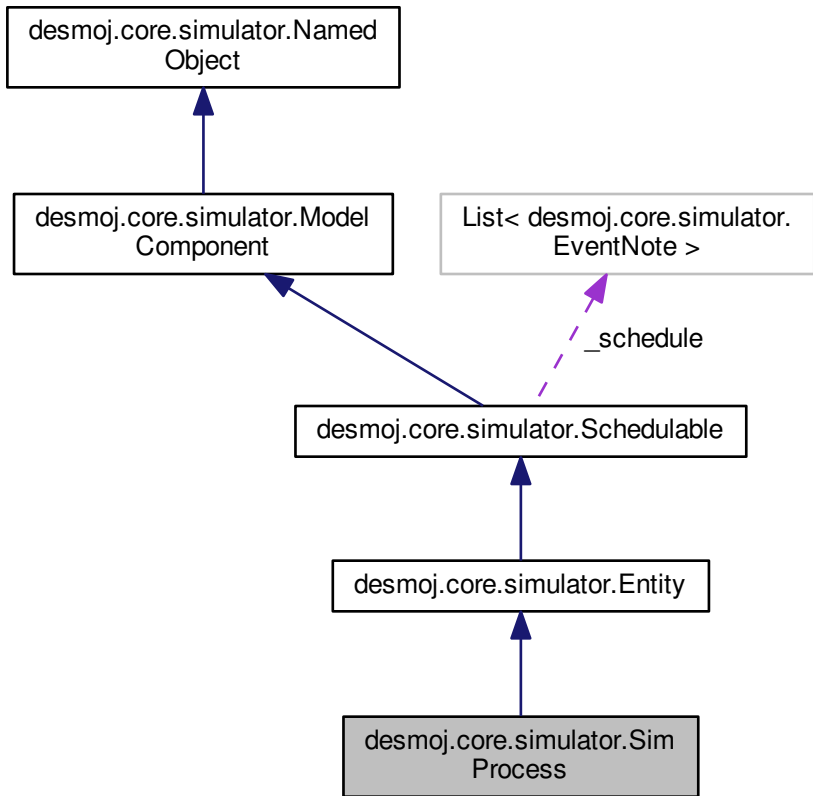 desmoj.core.simulator.Named
Object
desmoj.core.simulator.Model
Component
List< desmoj.core.simulator.
EventNote >
_schedule
desmoj.core.simulator.Schedulable
desmoj.core.simulator.Entity
desmoj.core.simulator.Sim
Process